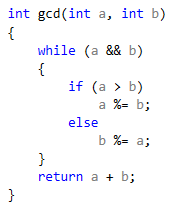 int gcd(int a, int b)
{
    while (a && b)
    {
        if (a > b)
            a %= b;
        else
            b %= a;
    }
    return a + b;
}